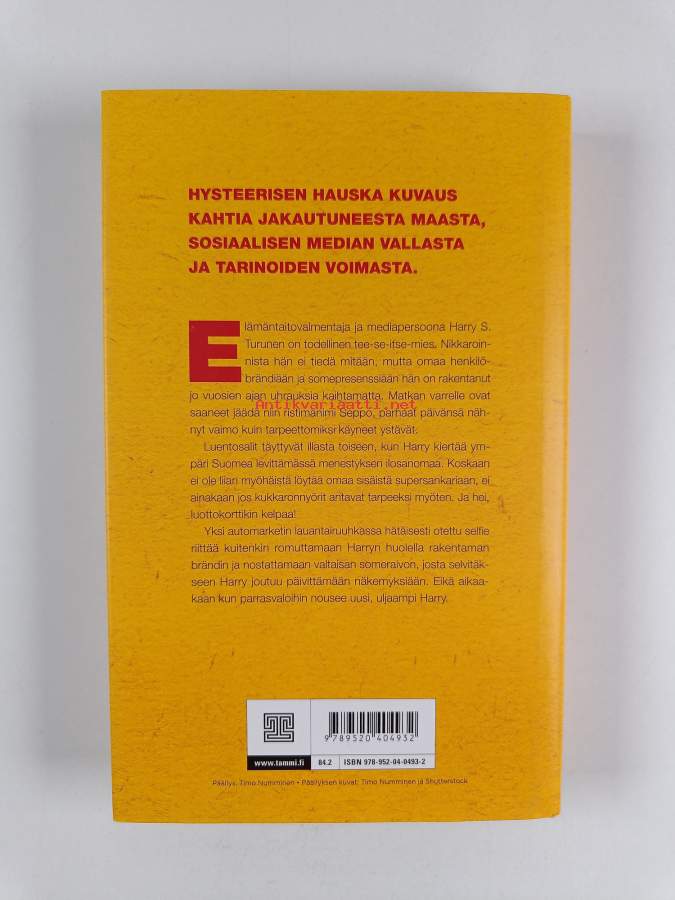 HYSTEERISEN HAUSKA KUVAUS
KAHTIA JAKAUTUNEESTA MAASTA,
SOSIAALISEN MEDIAN VALLASTA
JA TARINOIDEN VOIMASTA.
Elämäntaitovalmentaja ja mediapersoona Harry S.
Turunen on todellinen tee-se-itse-mies. Nikkaroin-
nista hän ei tiedä mitään, mutta omaa henkilö-
brändiään ja somepresenssiään hän on rakentanut
jo vuosien ajan uhrauksia kaihtamatta. Matkan varrelle ovat
Antikvariaatti.net
saaneet jäädä niin ristimänimi Seppo, parhaat päivänsä näh-
nyt vaimo kuin tarpeettomiksi käyneet ystävät.
Luentosalit täyttyvät illasta toiseen, kun Harry kiertää ym-
päri Suomea levittämässä menestyksen ilosanomaa. Koskaan
ei ole liian myöhäistä löytää omaa sisäistä supersankariaan, ei
ainakaan jos kukkaronnyörit antavat tarpeeksi myöten. Ja hei,
luottokorttikin kelpaa!
Yksi automarketin lauantairuuhkassa hätäisesti otettu selfie
riittää kuitenkin romuttamaan Harryn huolella rakentaman
brändin ja nostattamaan valtaisan someraivon, josta selvitäk-
seen Harry joutuu päivittämään näkemyksiään. Eikä aikaa-
kaan kun parrasvaloihin nousee uusi, uljaampi Harry.
9 789520 404932
www.tammi.fi
84.2
ISBN 978-952-04-0493-2
Päällys: Timo Numminen • Päällyksen kuvat: Timo Numminen ja Shutterstock